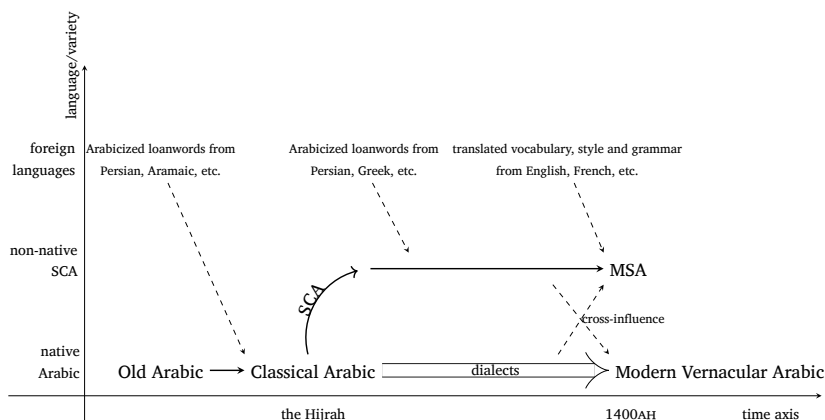 language/variety
foreign
languages
Arabicized loanwords from
Persian, Aramaic, etc.
Arabicized loanwords from
Persian, Greek, etc.
translated vocabulary, style and grammar
from English, French, etc.
non-native
SCA
MSA
SCA
cross-influence
native
Arabic
Old Arabic
Classical Arabic
dialects
Modern Vernacular Arabic
the Hijrah
1400AH
time axis